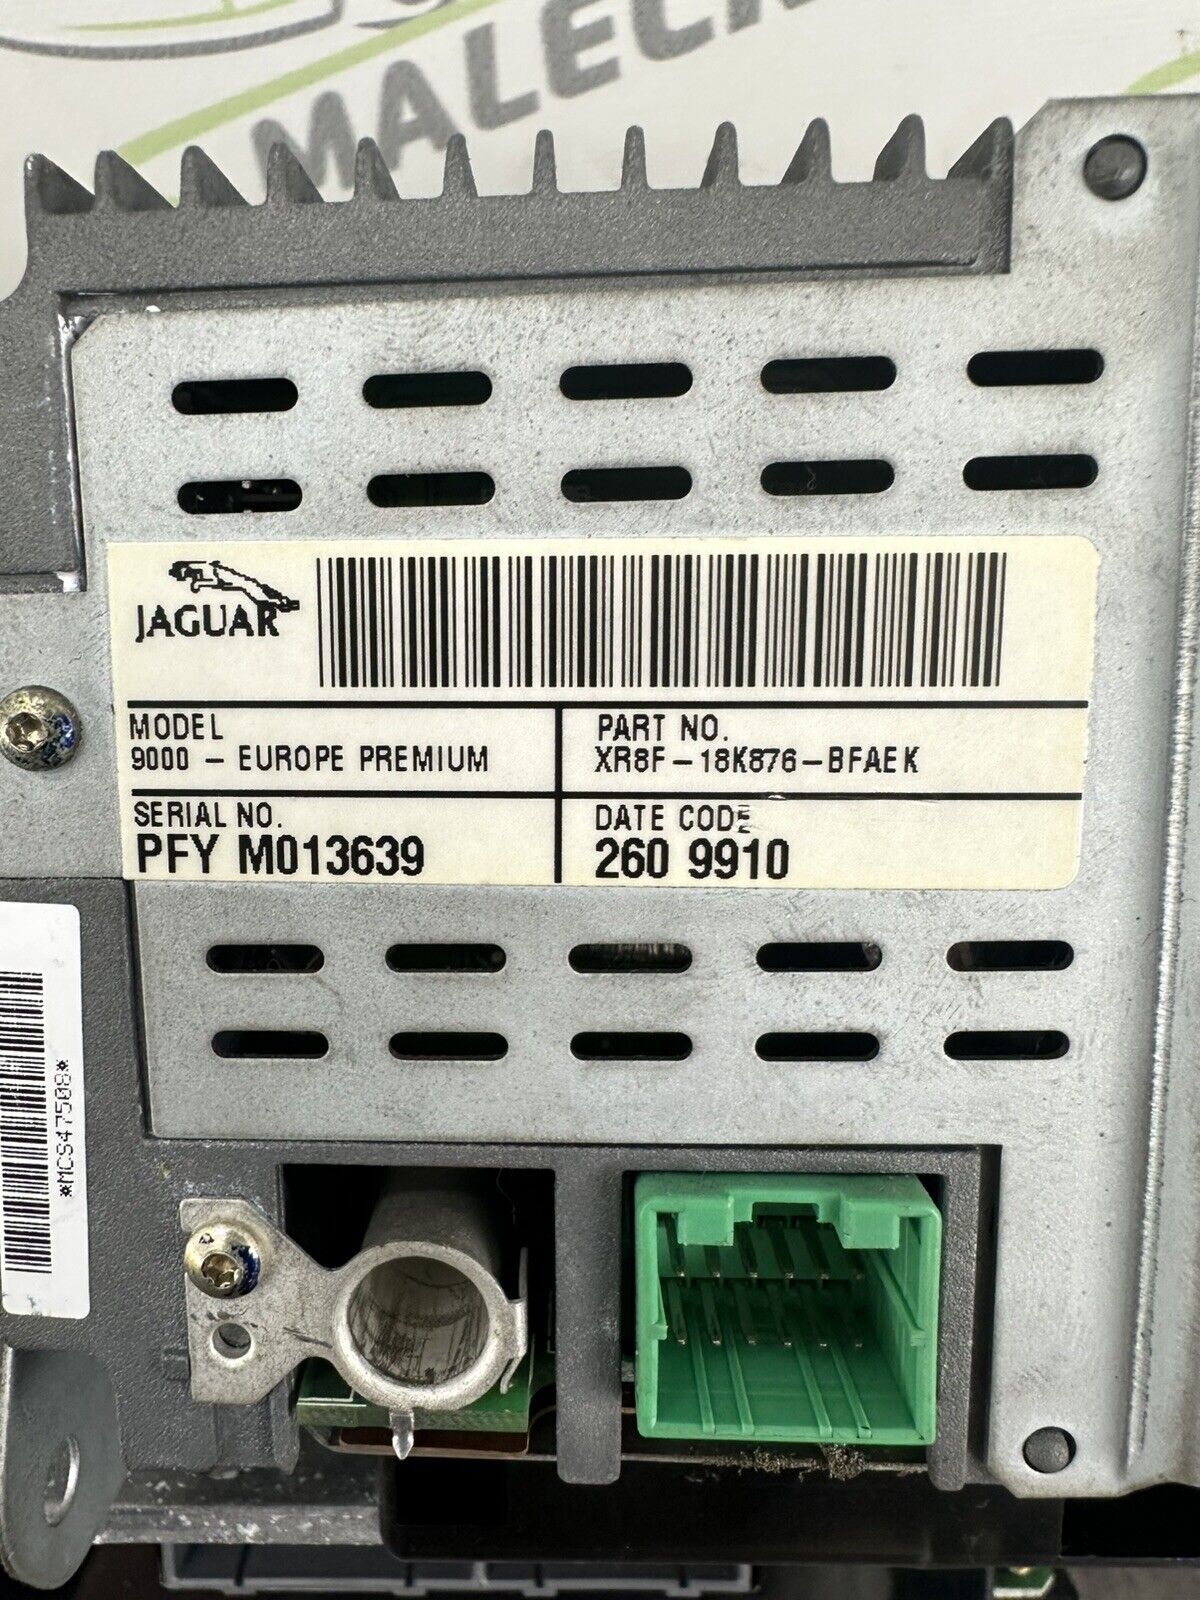 MALECK
JAGUAR
MODEL
9000 - EUROPE PREMIUM
PART NO.
XR8F-18K876-BFAEK
SERIAL NO.
PFY M013639
DATE CODE
260 9910
*MCS47508*